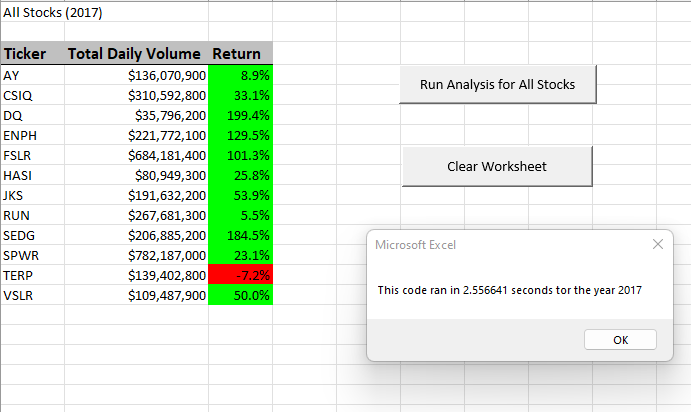 All Stocks (2017)
Ticker Total Daily Volume Return
AY $136,070,900 8.9%
CSIQ $310,592,800 33.1%
DQ $35,796,200 199.4%
ENPH $221,772,100 129.5%
FSLR $684,181,400 101.3%
HASI $80,949,300 25.8%
JKS $191,632,200 53.9%
RUN $267,681,300 5.5%
SEDG $206,885,200 184.5%
SPWR $782,187,000 23.1%
TERP $139,402,800 -7.2%
VSLR $109,487,900 50.0%
Run Analysis for All Stocks
Clear Worksheet
Microsoft Excel
This code ran in 2.556641 seconds tor the year 2017
OK